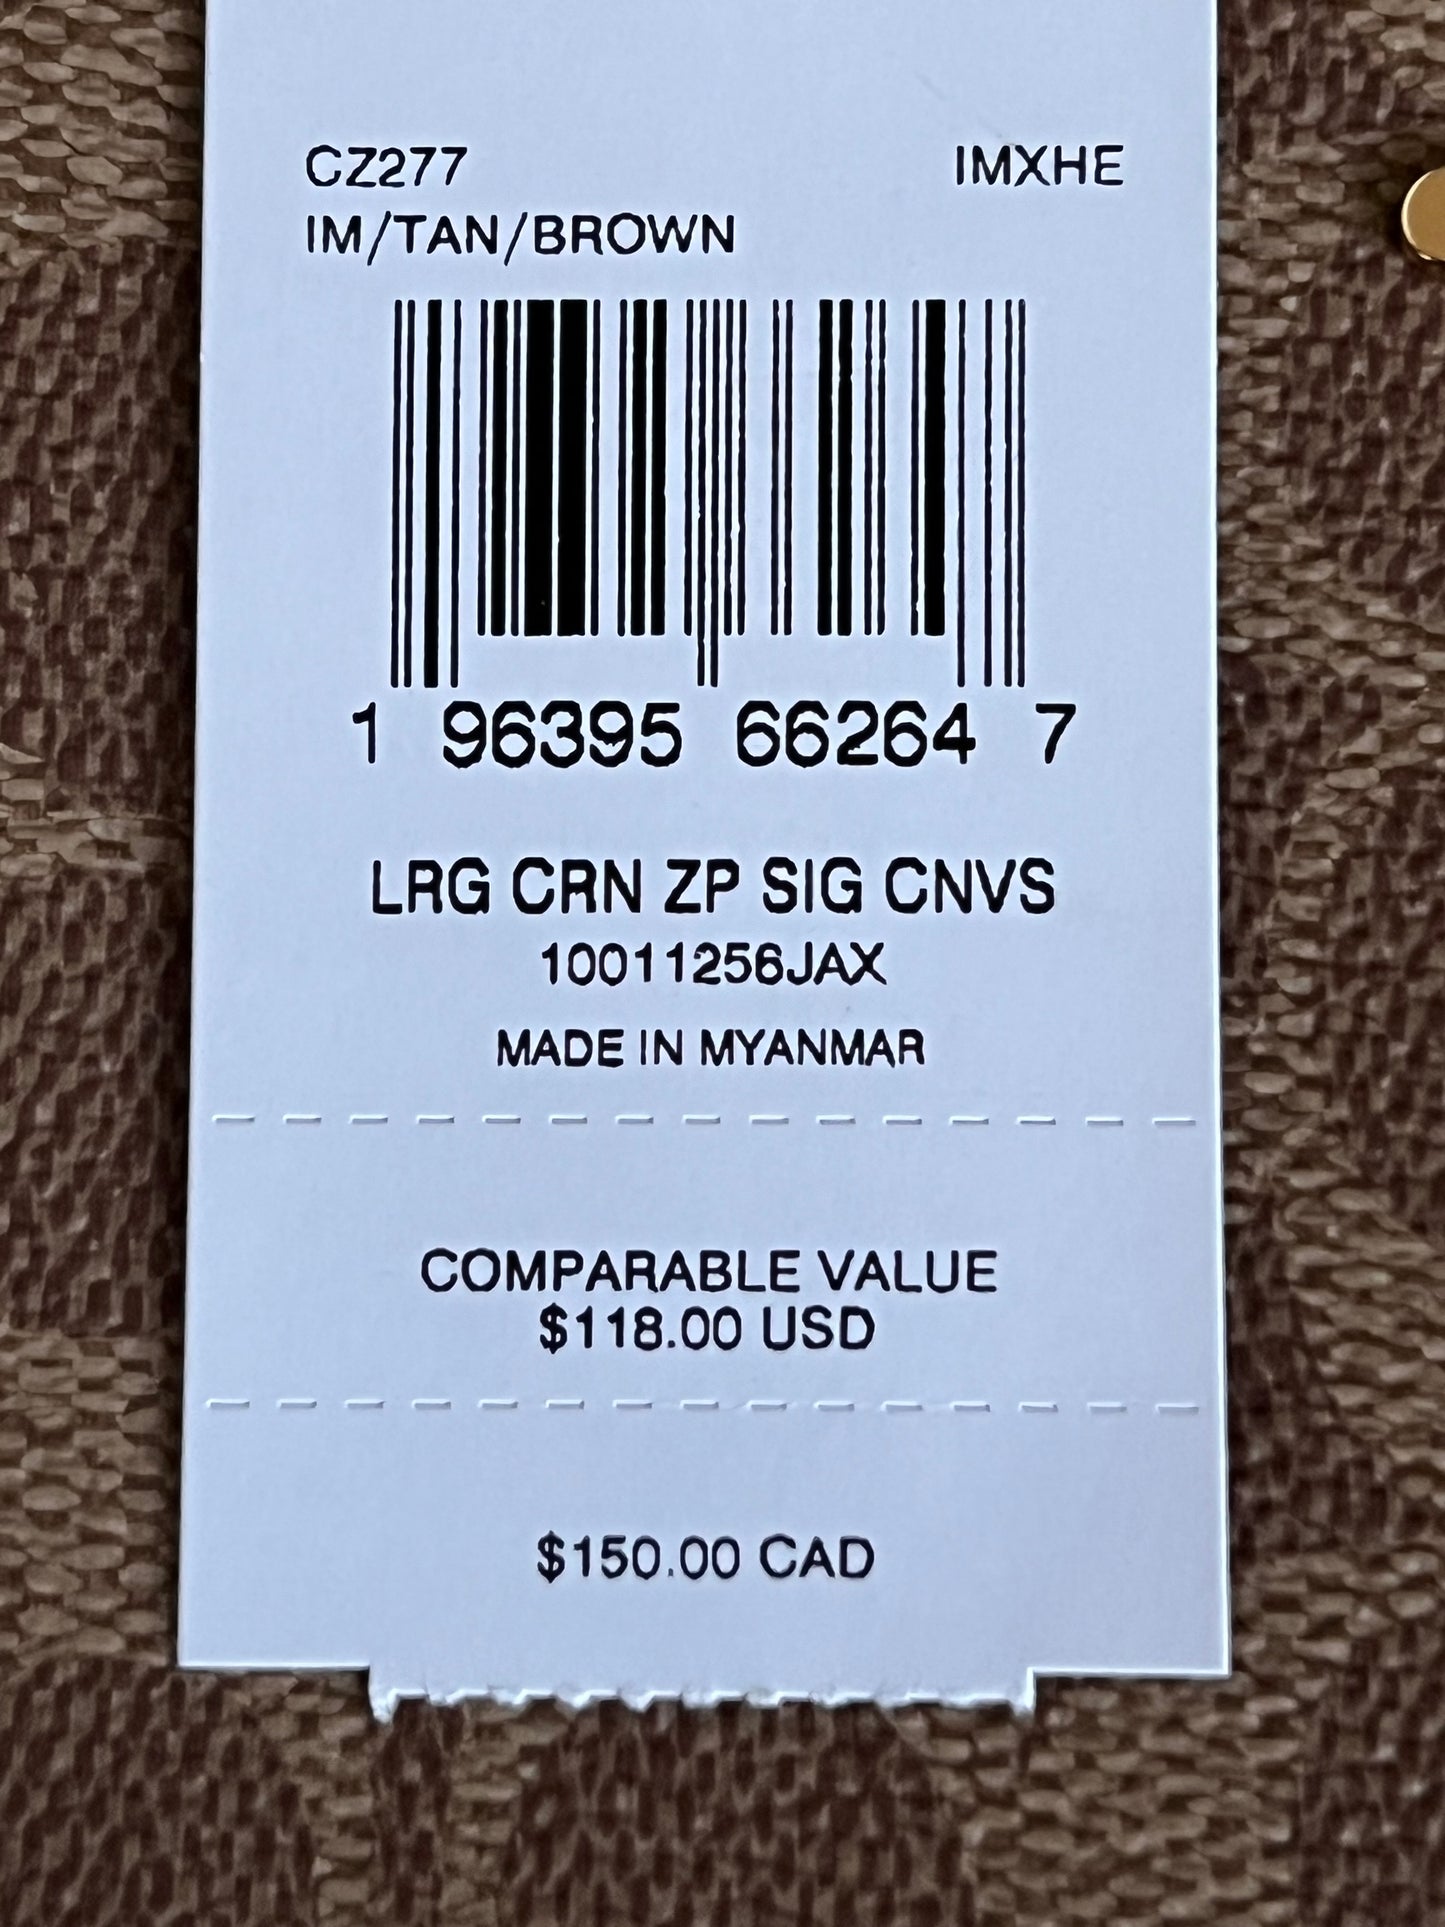 CZ277 IMXHE
IM/TAN/BROWN
1 96395 66264 7
LRG CRN ZP SIG CNVS
10011256JAX
MADE IN MYANMAR
COMPARABLE VALUE
$118.00 USD
$150.00 CAD